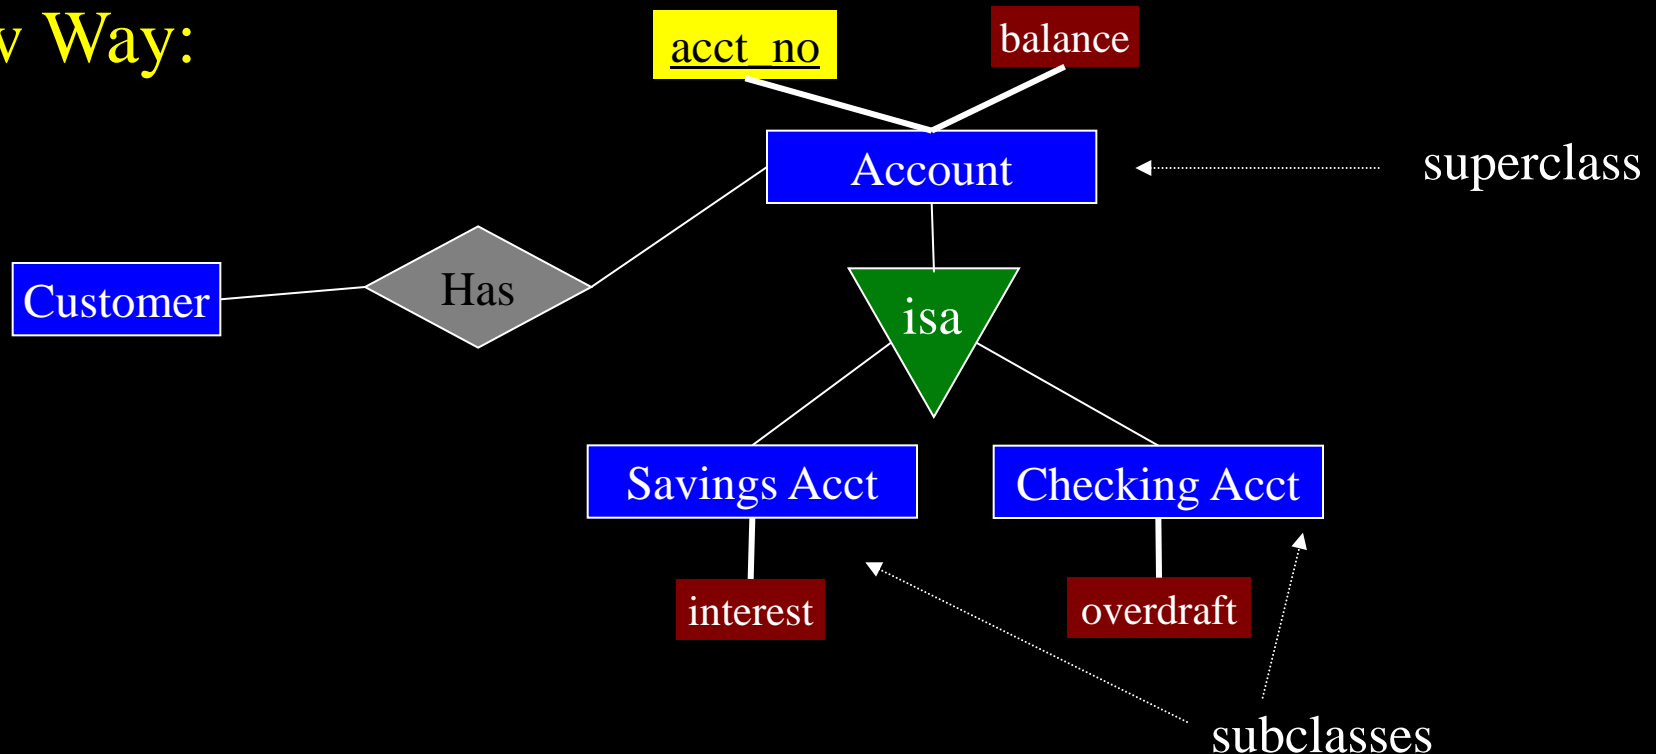 Way:
acct_no
balance
Account
superclass
Customer
Has
isa
Savings Acct
Checking Acct
interest
overdraft
subclasses